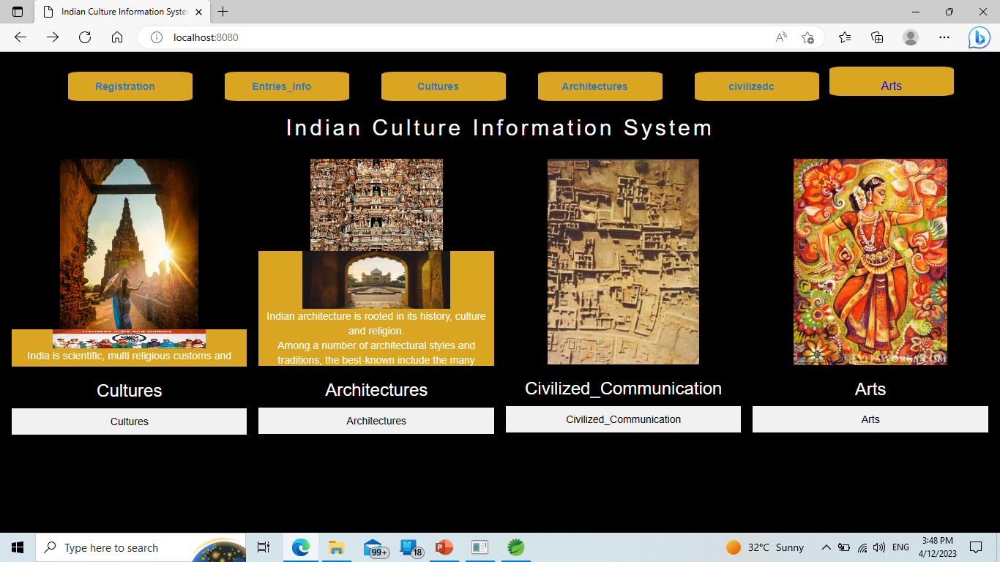 Indian Culture Information Syste
localhost:8080
Registration
Entries_Info
Cultures
Architectures
civilizedc
Arts
Indian Culture Information System
India is scientific, multi religious customs and
Indian architecture is rooted in its history, culture
and religion.
Among a number of architectural styles and
traditions, the best-known include the many
Cultures
Architectures
Civilized_Communication
Arts
Cultures
Architectures
Civilized_Communication
Arts
Type here to search
99+
18
32°C Sunny
ENG
3:48 PM
4/12/2023